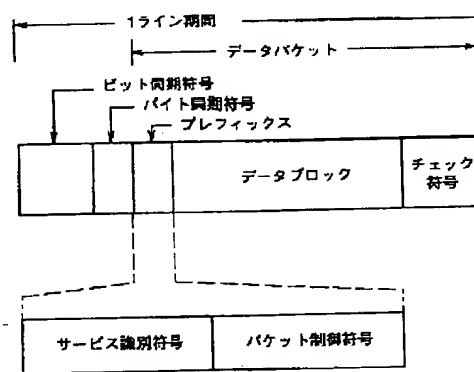 1ライン期間
データパケット
ビット同期符号
バイト同期符号
プレフィックス
データブロック
チェック
符号
サービス識別符号
パケット制御符号